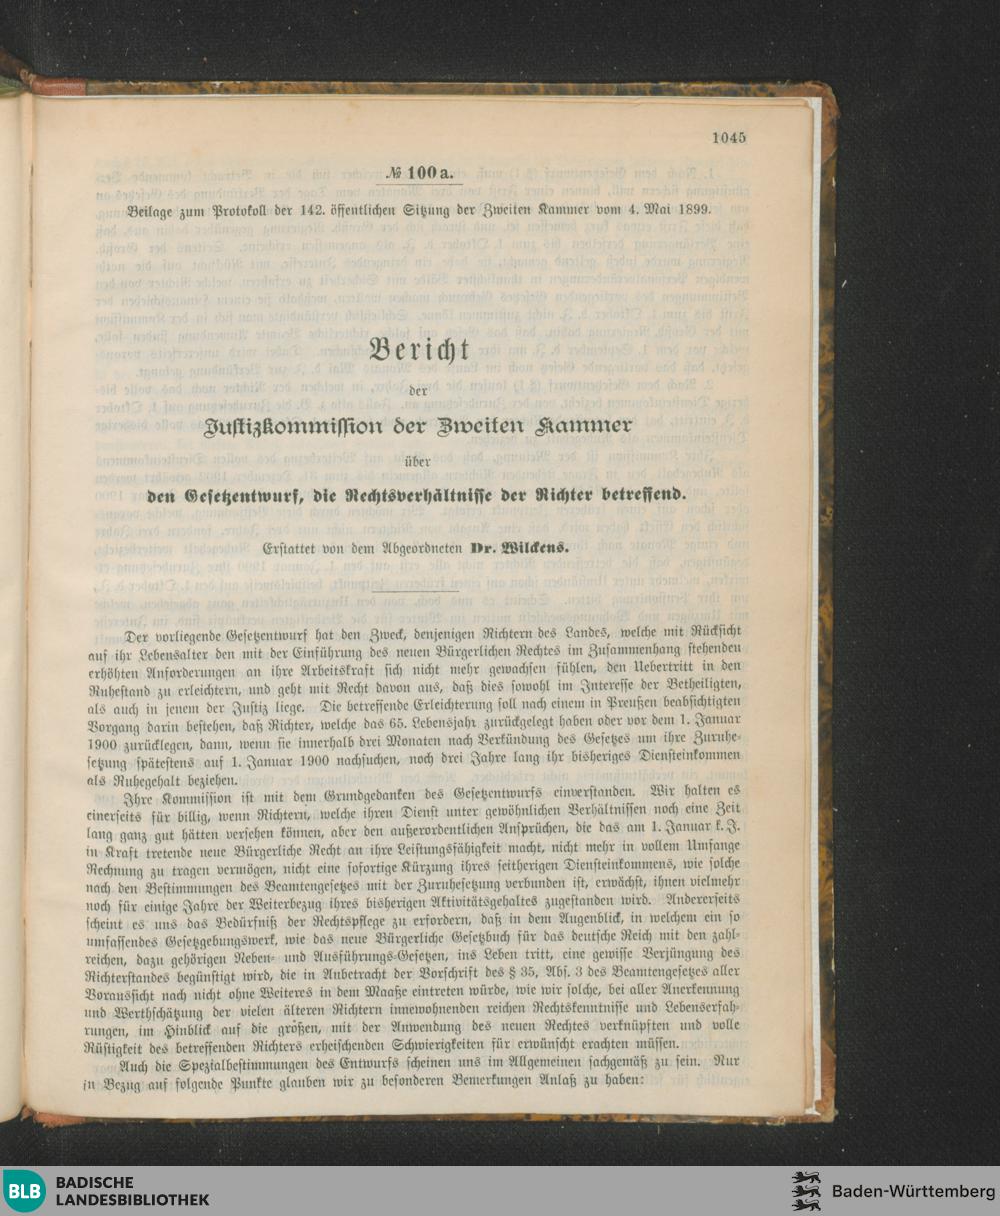 1045
№ 100a.
Beilage zum Protokoll der 142. öffentlichen Sitzung der Zweiten Kammer vom 4. Mai 1899.
Bericht
der
Justizkommission der Zweiten Kammer
über
den Gesetzentwurf, die Rechtsverhältnisse der Richter betreffend.
Erstattet von dem Abgeordneten Dr. Wilckens.
Der vorliegende Gesetzentwurf hat den Zweck, denjenigen Richtern des Landes, welche mit Rücksicht
auf ihr Lebensalter den mit der Einführung des neuen Bürgerlichen Rechtes im Zusammenhang stehenden
erhöhten Anforderungen an ihre Arbeitskraft sich nicht mehr gewachsen fühlen, den Uebertritt in den
Ruhestand zu erleichtern, und geht mit Recht davon aus, daß dies sowohl im Interesse der Betheiligten,
als auch in jenem der Justiz liege. Die betreffende Erleichterung soll nach einem in Preußen beabsichtigten
Vorgang darin bestehen, daß Richter, welche das 65. Lebensjahr zurückgelegt haben oder vor dem 1. Januar
1900 zurücklegen, dann, wenn sie innerhalb drei Monaten nach Verkündung des Gesetzes um ihre Zuruhe-
setzung spätestens auf 1. Januar 1900 nachsuchen, noch drei Jahre lang ihr bisheriges Diensteinkommen
als Ruhegehalt beziehen.
Ihre Kommission ist mit dem Grundgedanken des Gesetzentwurfs einverstanden. Wir halten es
einerseits für billig, wenn Richtern, welche ihren Dienst unter gewöhnlichen Verhältnissen noch eine Zeit
lang ganz gut hätten versehen können, aber den außerordentlichen Ansprüchen, die das am 1. Januar k. J.
in Kraft tretende neue Bürgerliche Recht an ihre Leistungsfähigkeit macht, nicht mehr in vollem Umfange
Rechnung zu tragen vermögen, nicht eine sofortige Kürzung ihres seitherigen Diensteinkommens, wie solche
nach den Bestimmungen des Beamtengesetzes mit der Zuruhesetzung verbunden ist, erwächst, ihnen vielmehr
noch für einige Jahre der Weiterbezug ihres bisherigen Aktivitätsgehaltes zugestanden wird. Andererseits
scheint es uns das Bedürfniß der Rechtspflege zu erfordern, daß in dem Augenblick, in welchem ein so
umfassendes Gesetzgebungswerk, wie das neue Bürgerliche Gesetzbuch für das deutsche Reich mit den zahl-
reichen, dazu gehörigen Neben- und Ausführungs-Gesetzen, ins Leben tritt, eine gewisse Verjüngung des
Richterstandes begünstigt wird, die in Anbetracht der Vorschrift des § 35, Abs. 3 des Beamtengesetzes aller
Voraussicht nach nicht ohne Weiteres in dem Maaße eintreten würde, wie wir solche, bei aller Anerkennung
und Werthschätzung der vielen älteren Richtern innewohnenden reichen Rechtskenntnisse und Lebenserfah-
rungen, im Hinblick auf die größen, mit der Anwendung des neuen Rechtes verknüpften und volle
Rüstigkeit des betreffenden Richters erheischenden Schwierigkeiten für erwünscht erachten müssen.
Auch die Spezialbestimmungen des Entwurfs scheinen uns im Allgemeinen sachgemäß zu sein. Nur
in Bezug auf folgende Punkte glauben wir zu besonderen Bemerkungen Anlaß zu haben:
BLB BADISCHE
LANDESBIBLIOTHEK
Baden-Württemberg